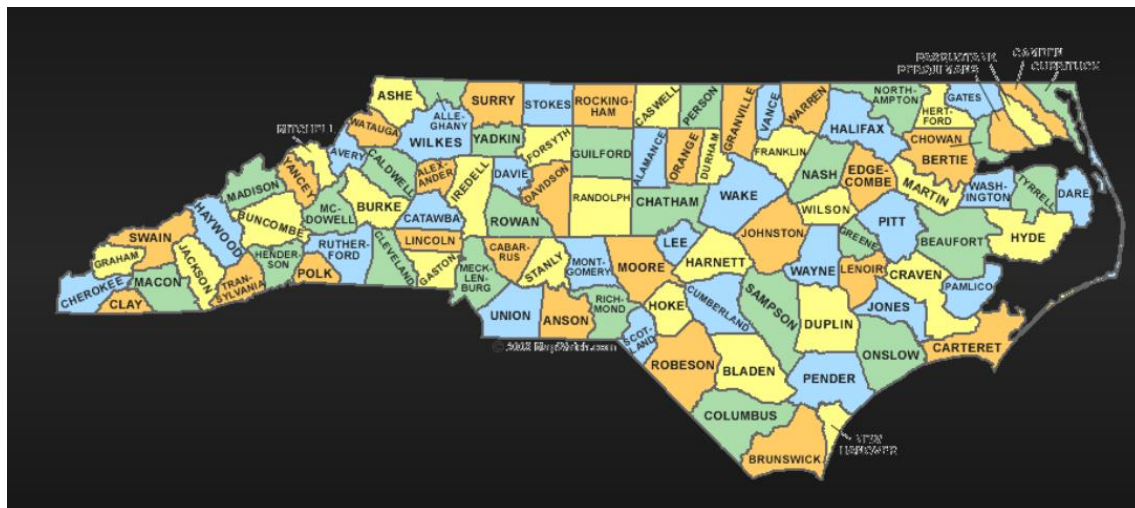 PASQUOTANK
CAMDEN
PERQUIMANS
CURRITUCK
ASHE
ALLE-
GHANY
SURRY
STOKES
ROCKING-
HAM
CASWELL
PERSON
GRANVILLE
VANCE
WARREN
NORTH-
AMPTON
HERT-
FORD
GATES
MITCHELL
WATAUGA
WILKES
YADKIN
FORSYTH
GUILFORD
ALAMANCE
ORANGE
DURHAM
FRANKLIN
HALIFAX
CHOWAN
BERTIE
AVERY
CALDWELL
ALEX-
ANDER
IREDELL
DAVIE
DAVIDSON
RANDOLPH
CHATHAM
WAKE
NASH
EDGE-
COMBE
MARTIN
WASH-
INGTON
TYRRELL
DARE
MADISON
YANCEY
MC-
DOWELL
BURKE
CATAWBA
ROWAN
WILSON
PITT
BEAUFORT
HYDE
HAYWOOD
BUNCOMBE
SWAIN
GRAHAM
JACKSON
HENDER-
SON
RUTHER-
FORD
POLK
CLEVELAND
LINCOLN
GASTON
MECK-
LEN-
BURG
CABAR-
RUS
STANLY
MONT-
GOMERY
MOORE
LEE
HARNETT
JOHNSTON
WAYNE
GREENE
LENOIR
CRAVEN
PAMLICO
CHEROKEE
CLAY
MACON
TRAN-
SYLVANIA
UNION
ANSON
RICH-
MOND
SCOT-
LAND
HOKE
CUMBERLAND
SAMPSON
DUPLIN
JONES
ONSLOW
CARTERET
ROBESON
BLADEN
PENDER
COLUMBUS
BRUNSWICK
NEW
HANOVER